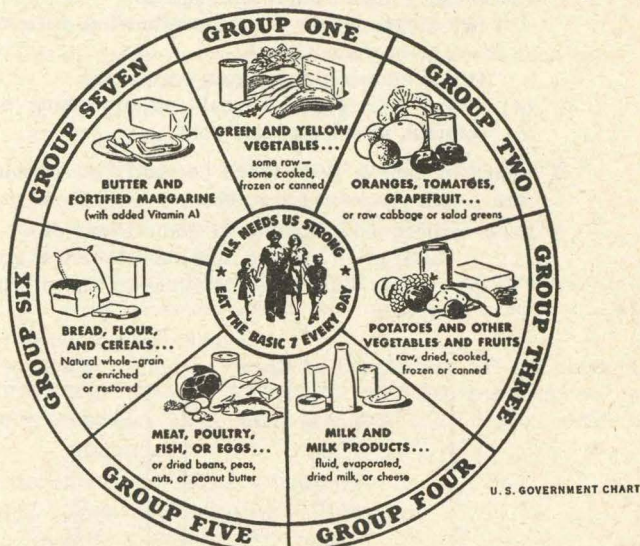 GROUP ONE
GREEN AND YELLOW
VEGETABLES...
some raw—
some cooked,
frozen or canned
GROUP TWO
ORANGES, TOMATOES,
GRAPEFRUIT...
or raw cabbage or salad greens
GROUP THREE
POTATOES AND OTHER
VEGETABLES AND FRUITS
raw, dried, cooked,
frozen or canned
GROUP FOUR
MILK AND
MILK PRODUCTS...
fluid, evaporated,
dried milk, or cheese
GROUP FIVE
MEAT, POULTRY,
FISH, OR EGGS...
or dried beans, peas,
nuts, or peanut butter
GROUP SIX
BREAD, FLOUR,
AND CEREALS...
Natural whole-grain
or enriched
or restored
GROUP SEVEN
BUTTER AND
FORTIFIED MARGARINE
(with added Vitamin A)
U.S. NEEDS US STRONG
EAT THE BASIC 7 EVERY DAY
U.S. GOVERNMENT CHART